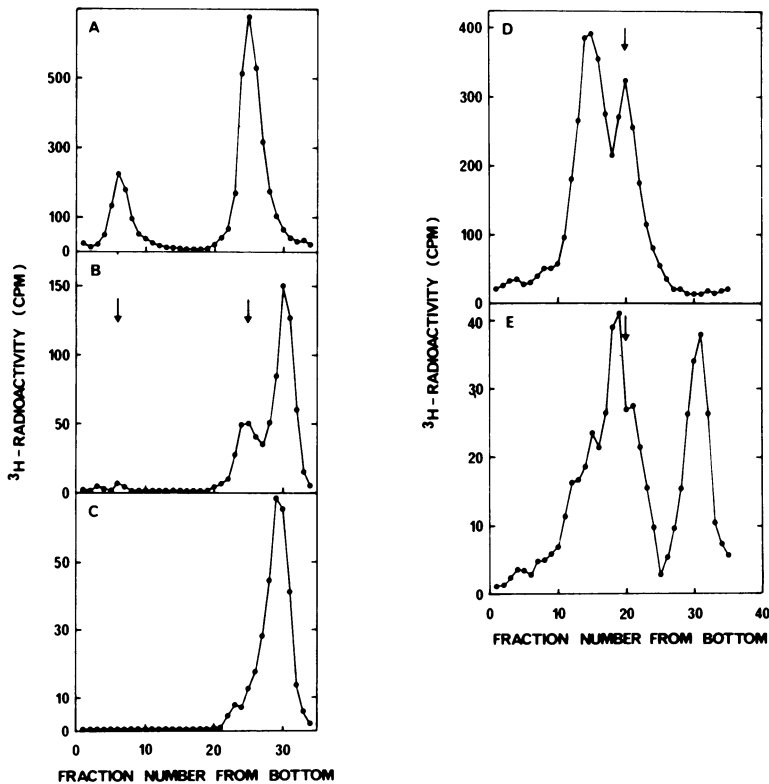 A
500
300
100
0
B
150
100
50
0
C
50
30
10
0
0 10 20 30
FRACTION NUMBER FROM BOTTOM
3H-RADIOACTIVITY (CPM)
D
400
300
200
100
0
E
40
30
20
10
0
0 10 20 30 40
FRACTION NUMBER FROM BOTTOM
3H-RADIOACTIVITY (CPM)